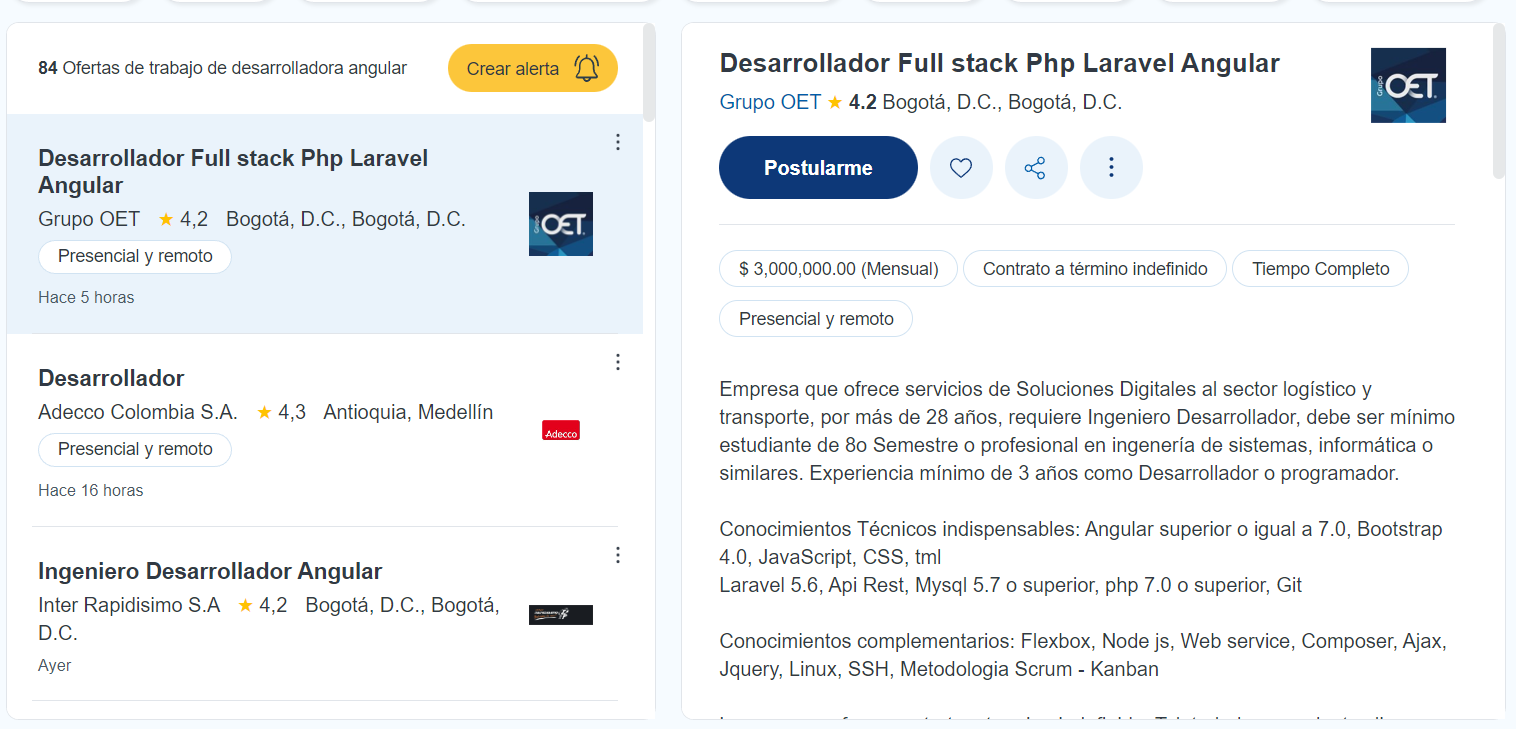 84 Ofertas de trabajo de desarrolladora angular
Crear alerta
Desarrollador Full stack Php Laravel
Angular
Grupo OET ★ 4,2 Bogotá, D.C., Bogotá, D.C.
Presencial y remoto
Hace 5 horas
Grupo OET
Desarrollador
Adecco Colombia S.A. ★ 4,3 Antioquia, Medellín
Presencial y remoto
Hace 16 horas
Adecco
Ingeniero Desarrollador Angular
Inter Rapidisimo S.A ★ 4,2 Bogotá, D.C., Bogotá,
D.C.
Ayer
Desarrollador Full stack Php Laravel Angular
Grupo OET ★ 4.2 Bogotá, D.C., Bogotá, D.C.
Grupo OET
Postularme
$ 3,000,000.00 (Mensual)
Contrato a término indefinido
Tiempo Completo
Presencial y remoto
Empresa que ofrece servicios de Soluciones Digitales al sector logístico y
transporte, por más de 28 años, requiere Ingeniero Desarrollador, debe ser mínimo
estudiante de 8o Semestre o profesional en ingenería de sistemas, informática o
similares. Experiencia mínimo de 3 años como Desarrollador o programador.
Conocimientos Técnicos indispensables: Angular superior o igual a 7.0, Bootstrap
4.0, JavaScript, CSS, tml
Laravel 5.6, Api Rest, Mysql 5.7 o superior, php 7.0 o superior, Git
Conocimientos complementarios: Flexbox, Node js, Web service, Composer, Ajax,
Jquery, Linux, SSH, Metodologia Scrum - Kanban